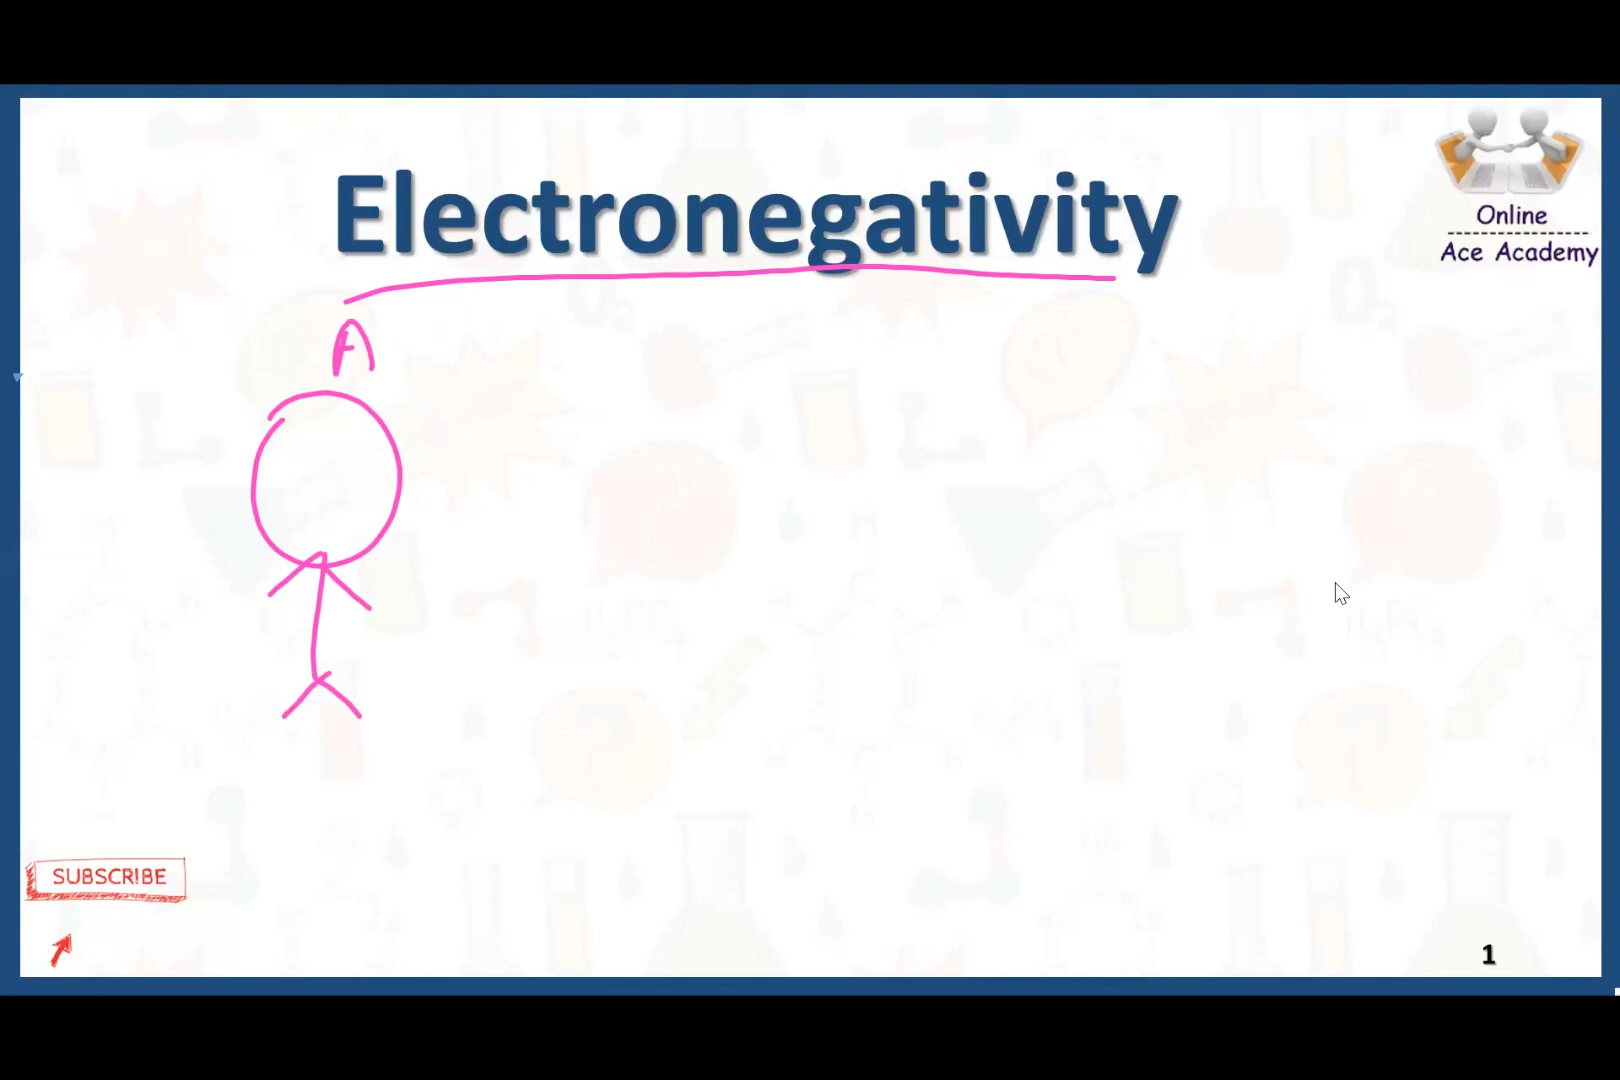 Electronegativity
Online
Ace Academy
A
SUBSCRIBE
1